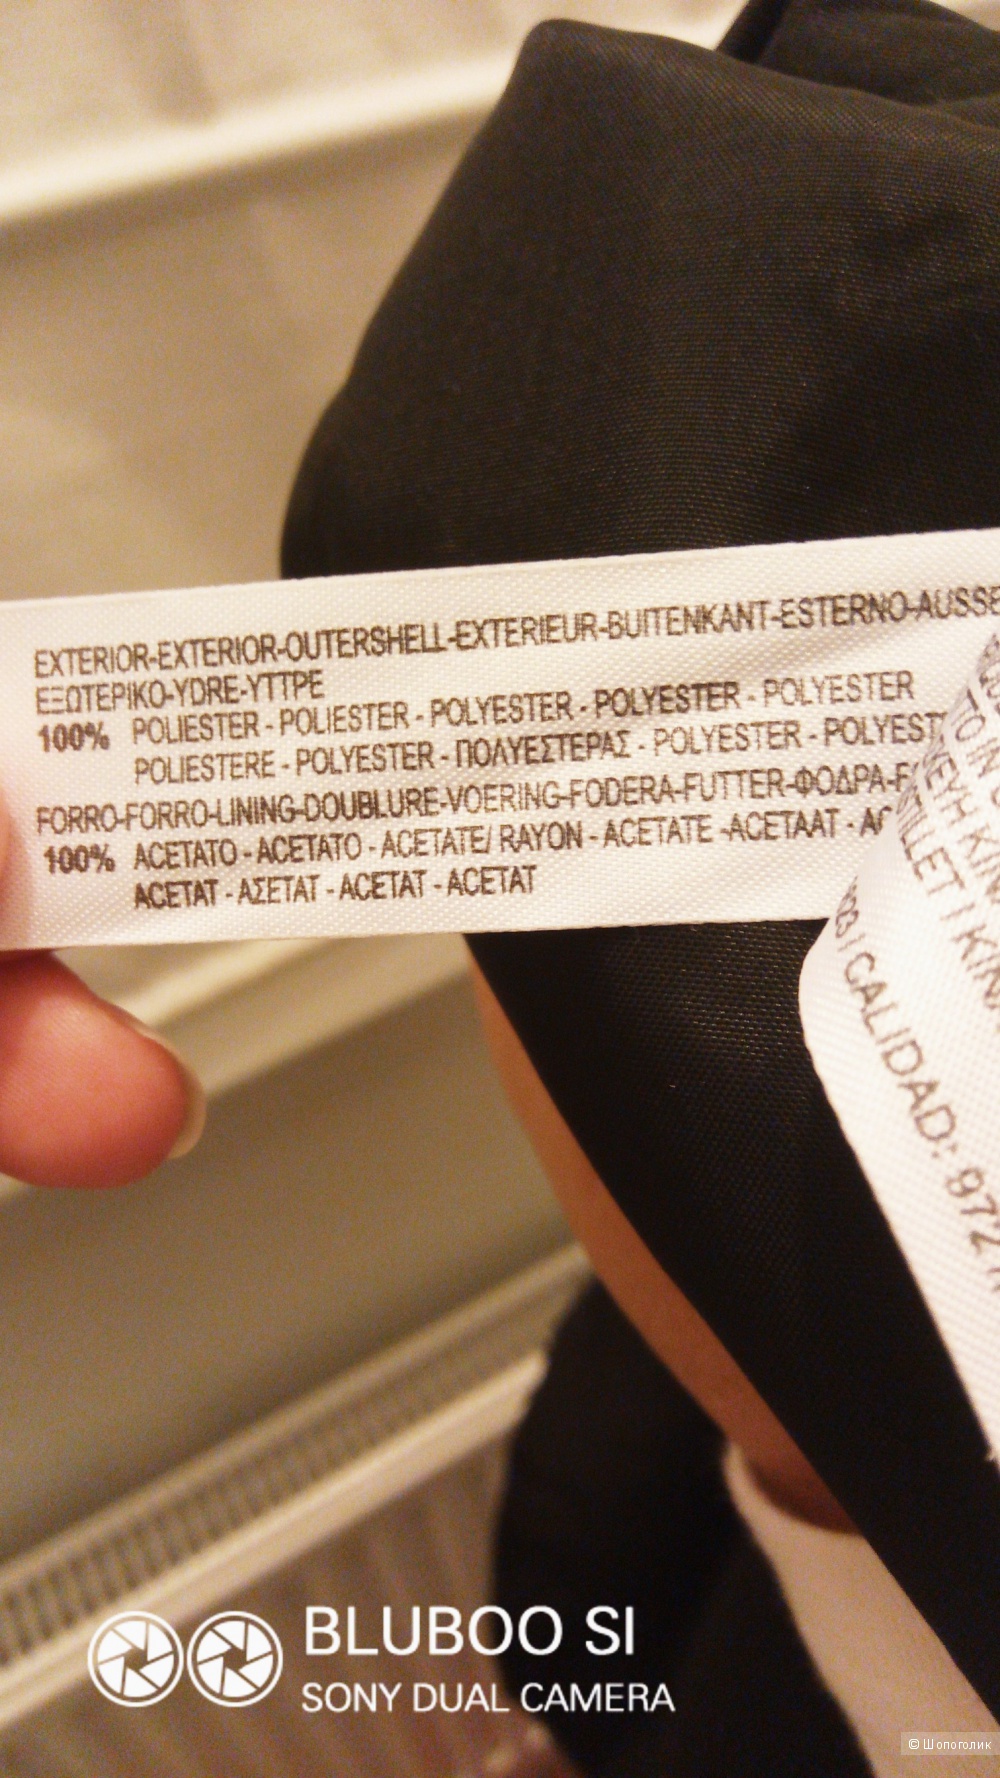 EXTERIOR-EXTERIOR-OUTERSHELL-EXTERIEUR-BUITENKANT-ESTERNO-AUSSE
ΕΞΩΤΕΡΙΚΟ-YDRE-YTTPE
100% POLIESTER - POLIESTER - POLYESTER - POLYESTER - POLYESTER
POLIESTERE - POLYESTER - ΠΟΛΥΕΣΤΕΡΑΣ - POLYESTER - POLYEST
FORRO-FORRO-LINING-DOUBLURE-VOERING-FODERA-FUTTER-ΦΟΔΡΑ-F
100% ACETATO - ACETATO - ACETATE/ RAYON - ACETATE -ACETAAT - AC
ACETAT - ΑΣΕΤΑΤ - ACETAT - ACETAT
CALIDAD: 972
BLUBOO SI
SONY DUAL CAMERA
© Шопоголик